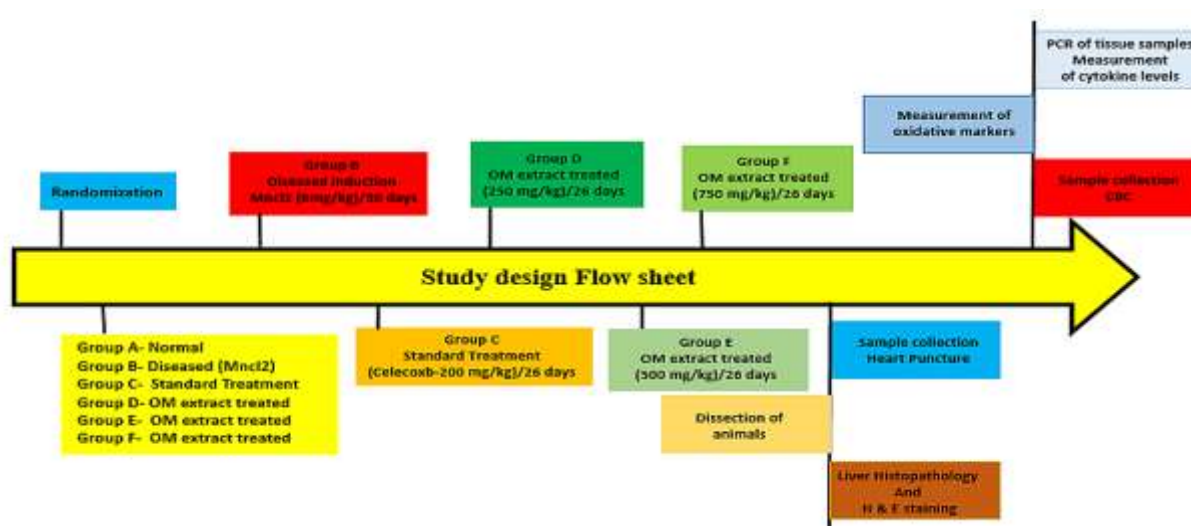 PCR of tissue samples
Measurement
of cytokine levels
Measurement of
oxidative markers
Randomization
Group B
Diseased Induction
Group D
OM extract treated
(250 mg/kg)/26 days
Group F
OM extract treated
(750 mg/kg)/26 days
Sample collection
CBC
Study design Flow sheet
Group A- Normal
Group B- Diseased (Mncl2)
Group C- Standard Treatment
Group D- OM extract treated
Group E- OM extract treated
Group F- OM extract treated
Group C
Standard Treatment
(Celecoxb-200 mg/kg)/26 days
Group E
OM extract treated
(500 mg/kg)/26 days
Sample collection
Heart Puncture
Dissection of
animals
Liver Histopathology
And
H & E staining